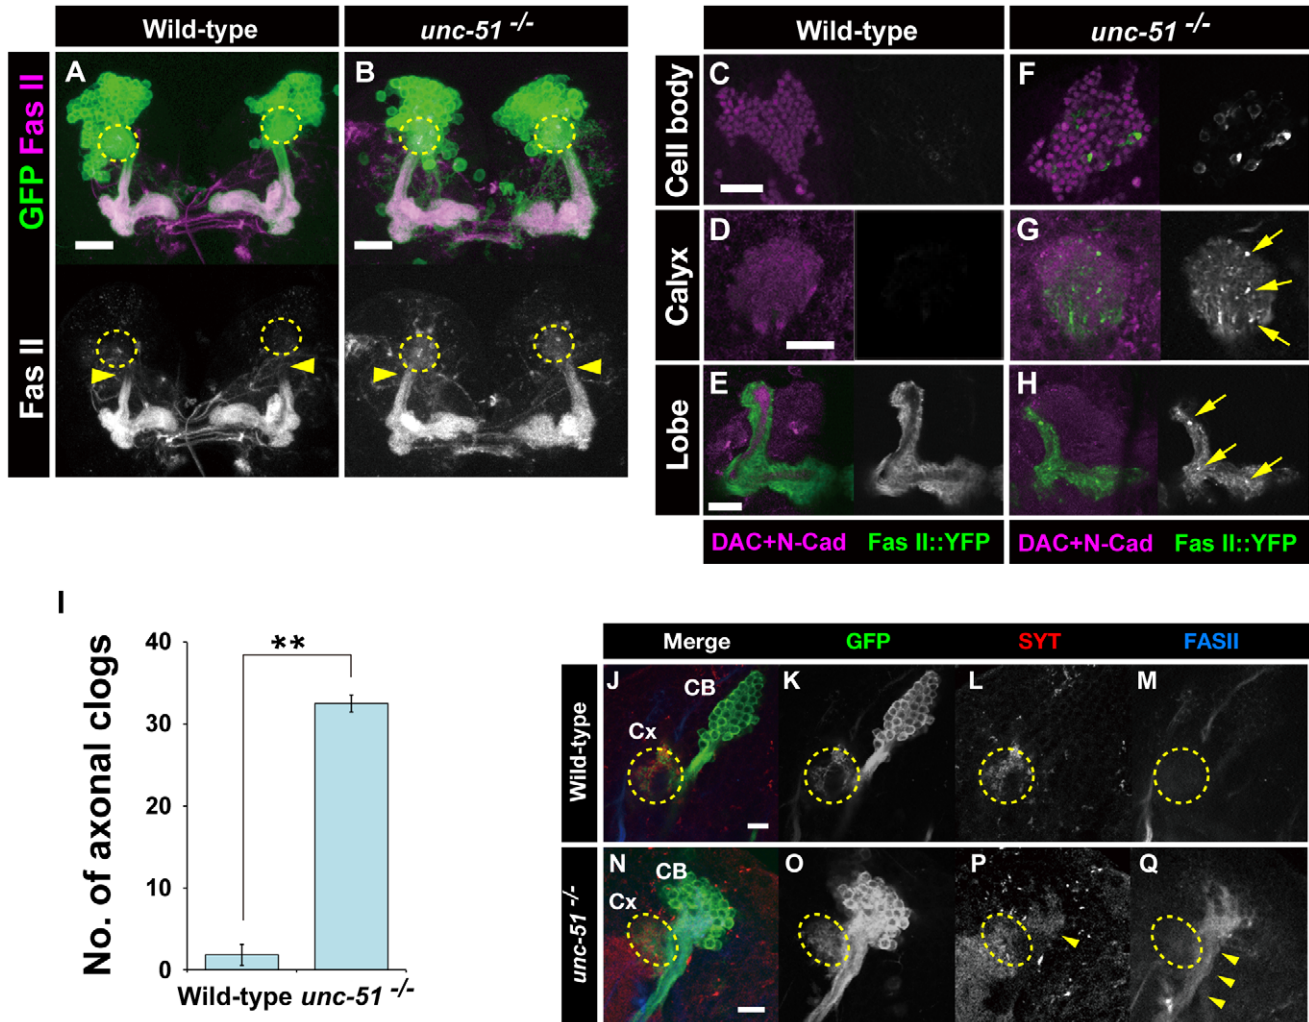 Wild-type
unc-51 -/-
GFP Fas II
Fas II
A
B
Wild-type
unc-51 -/-
Cell body
Calyx
Lobe
C
F
D
G
E
H
DAC+N-Cad
Fas II::YFP
DAC+N-Cad
Fas II::YFP
I
No. of axonal clogs
40
30
20
10
0
**
Wild-type
unc-51 -/-
Merge
GFP
SYT
FASII
Wild-type
J
CB
Cx
K
L
M
unc-51 -/-
N
CB
Cx
O
P
Q